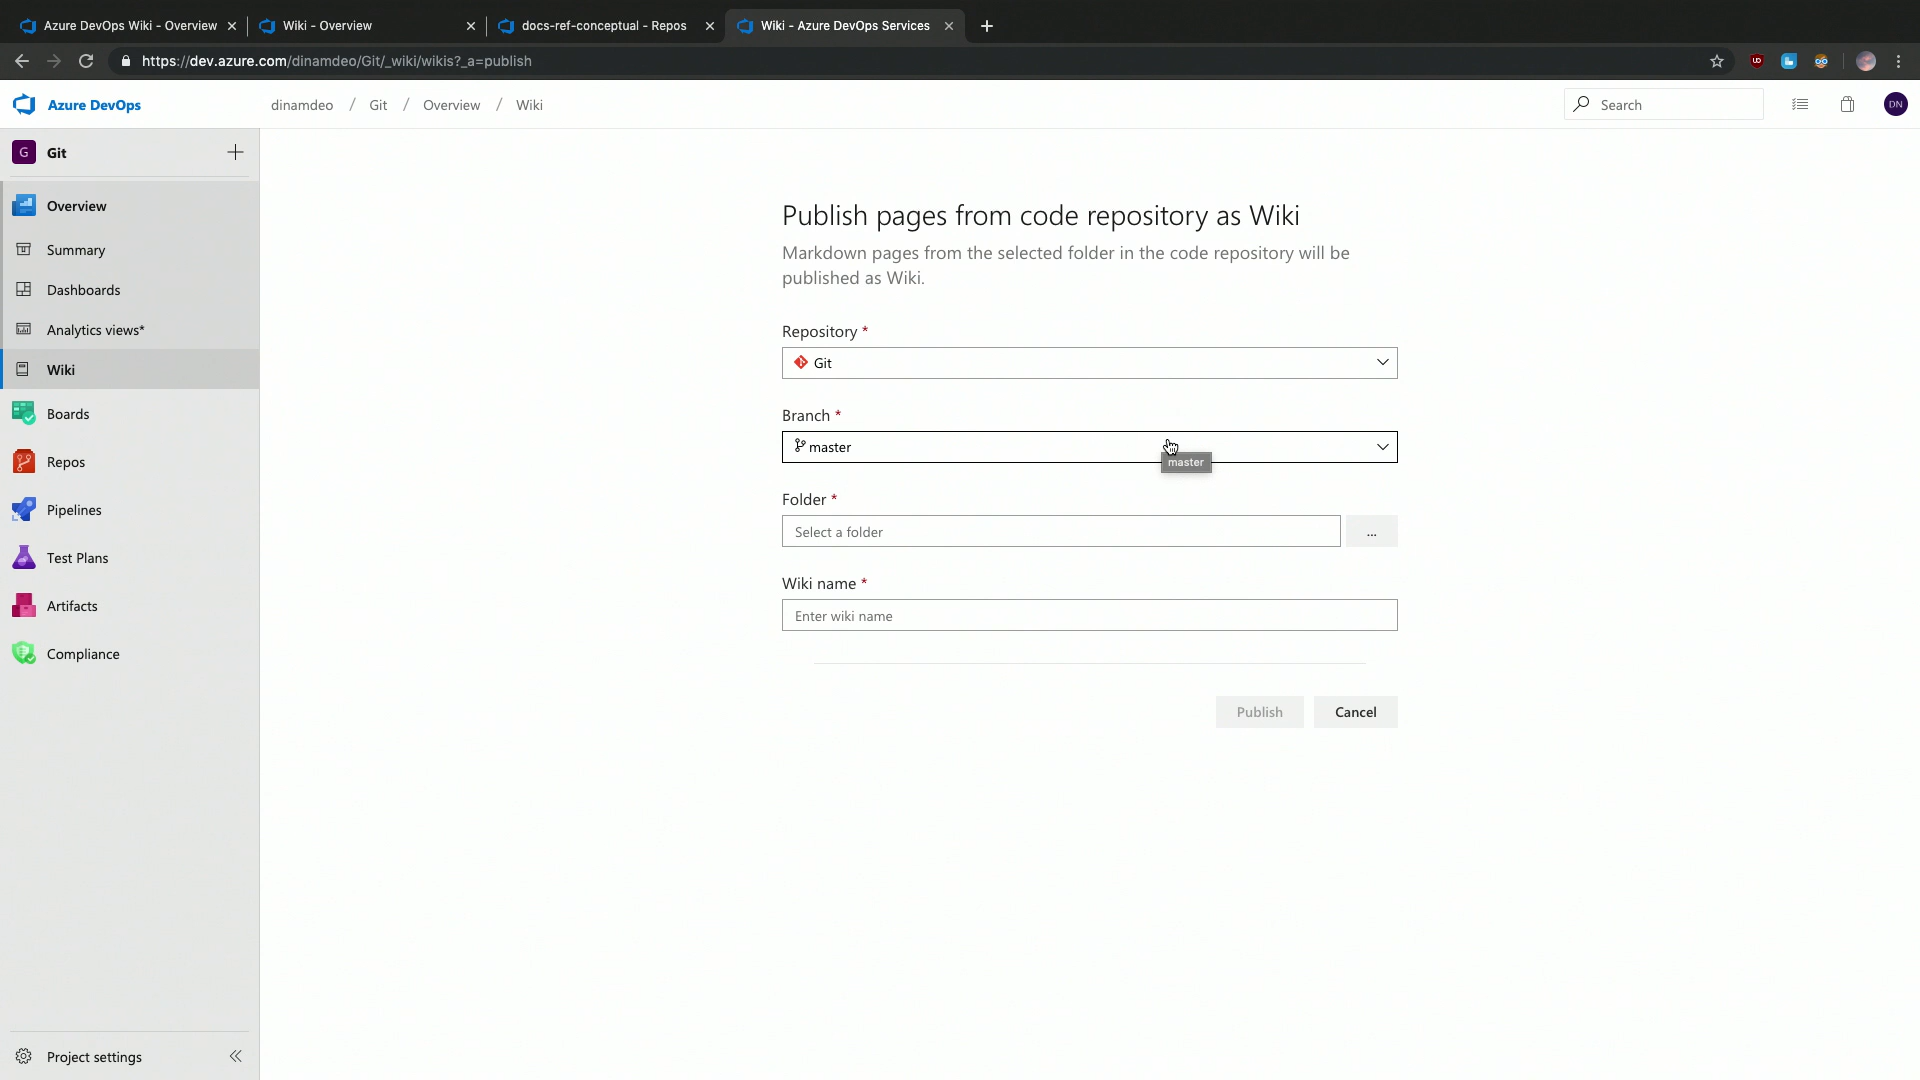 Azure DevOps Wiki - Overview
Wiki - Overview
docs-ref-conceptual - Repos
Wiki - Azure DevOps Services
https://dev.azure.com/dinamdeo/Git/_wiki/wikis?_a=publish
Azure DevOps
dinamdeo / Git / Overview / Wiki
Search
DN
G Git
Overview
Summary
Dashboards
Analytics views*
Wiki
Boards
Repos
Pipelines
Test Plans
Artifacts
Compliance
Project settings
Publish pages from code repository as Wiki
Markdown pages from the selected folder in the code repository will be
published as Wiki.
Repository *
Git
Branch *
master
master
Folder *
Select a folder
...
Wiki name *
Enter wiki name
Publish
Cancel